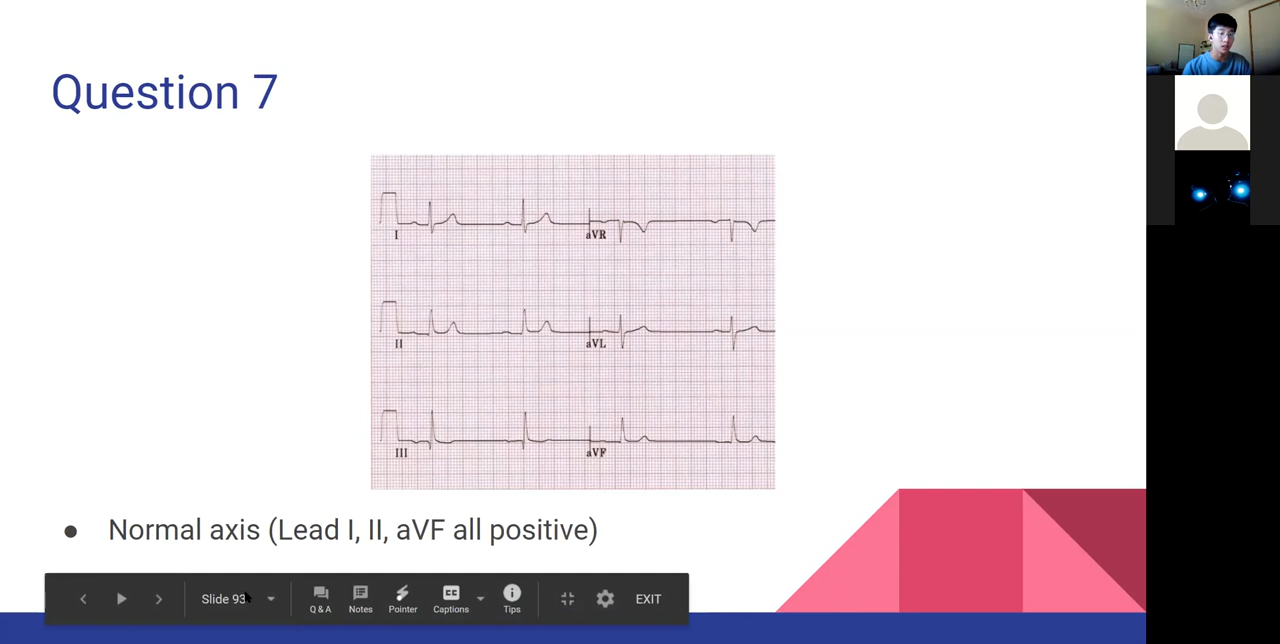 Question 7
I
aVR
II
aVL
III
aVF
● Normal axis (Lead I, II, aVF all positive)
Slide 93
Q & A
Notes
Pointer
CC
Captions
Tips
EXIT